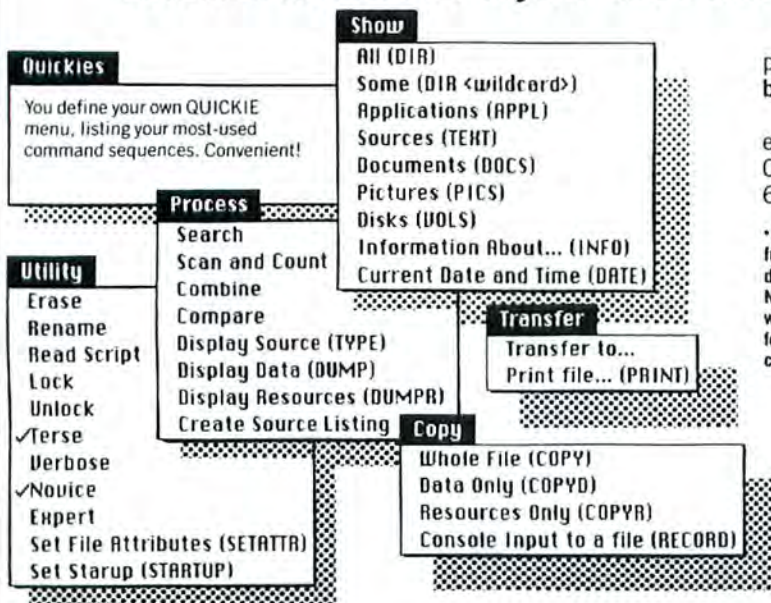 Quickies
You define your own QUICKIE
menu, listing your most-used
command sequences. Convenient!
Show
All (DIR)
Some (DIR <wildcard>)
Applications (APPL)
Sources (TEXT)
Documents (DOCS)
Pictures (PICS)
Disks (VOLS)
Information About... (INFO)
Current Date and Time (DATE)
Process
Search
Scan and Count
Combine
Compare
Display Source (TYPE)
Display Data (DUMP)
Display Resources (DUMPR)
Create Source Listing
Utility
Erase
Rename
Read Script
Lock
Unlock
✓Terse
Verbose
✓Novice
Expert
Set File Attributes (SETATTR)
Set Starup (STARTUP)
Transfer
Transfer to...
Print file... (PRINT)
Copy
Whole File (COPY)
Data Only (COPYD)
Resources Only (COPYR)
Console Input to a file (RECORD)